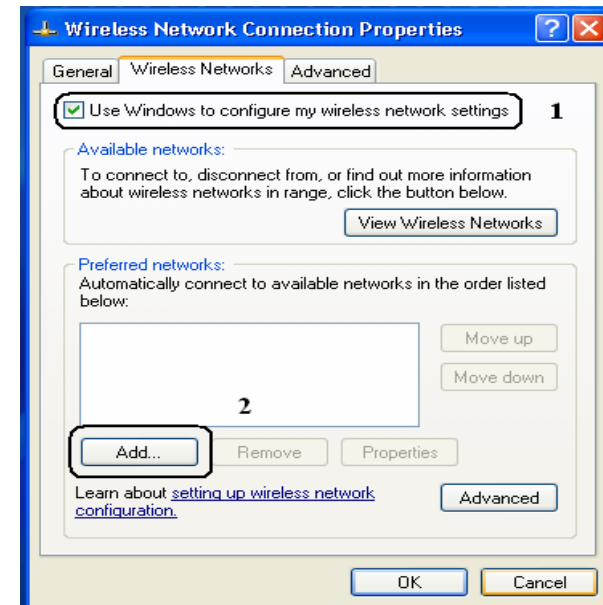 Wireless Network Connection Properties
General Wireless Networks Advanced
Use Windows to configure my wireless network settings 1
Available networks:
To connect to, disconnect from, or find out more information
about wireless networks in range, click the button below.
View Wireless Networks
Preferred networks:
Automatically connect to available networks in the order listed
below:
Move up
Move down
2
Add... Remove Properties
Learn about setting up wireless network
configuration.
Advanced
OK Cancel